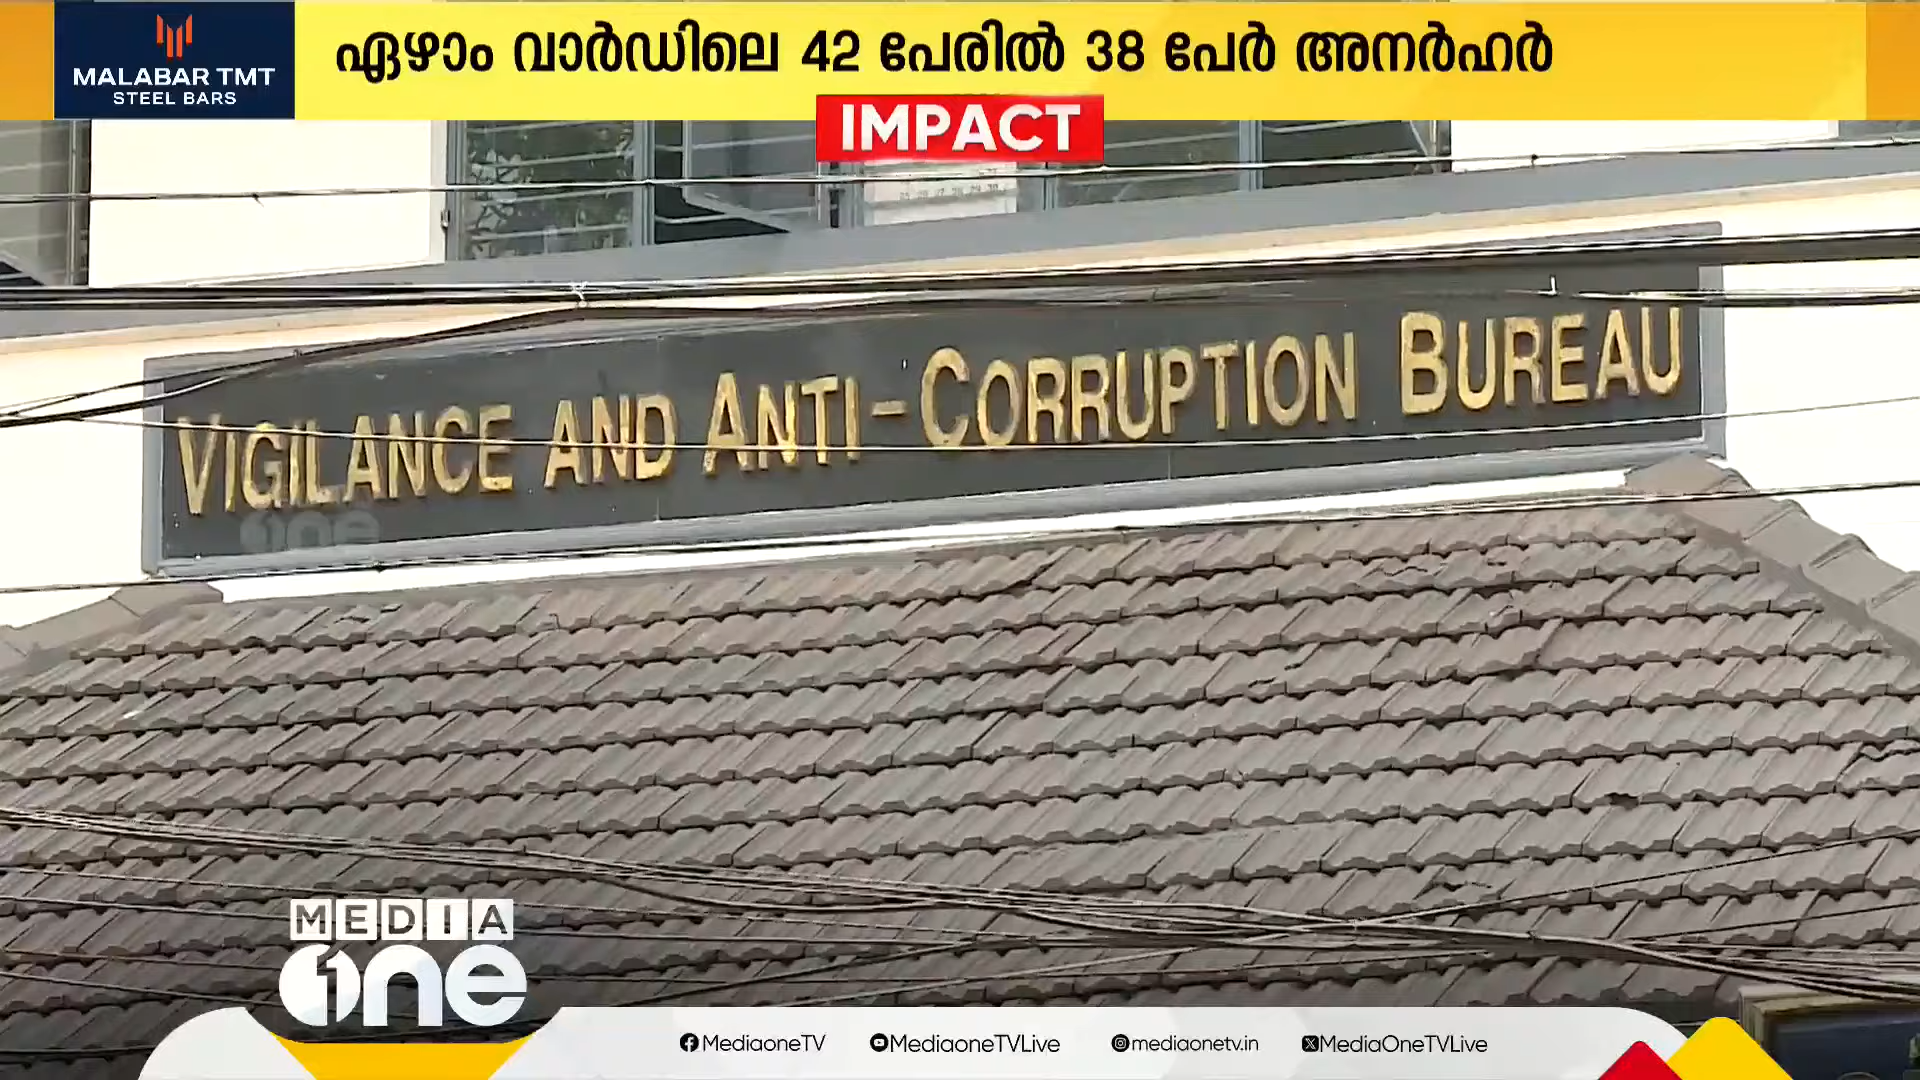 MALABAR TMT
STEEL BARS
ഏഴാം വാർഡിലെ 42 പേരിൽ 38 പേർ അനർഹർ
IMPACT
VIGILANCE AND ANTI-CORRUPTION BUREAU
one
MEDIA
one
MediaoneTV
MediaoneTVLive
mediaonetv.in
MediaOneTVLive